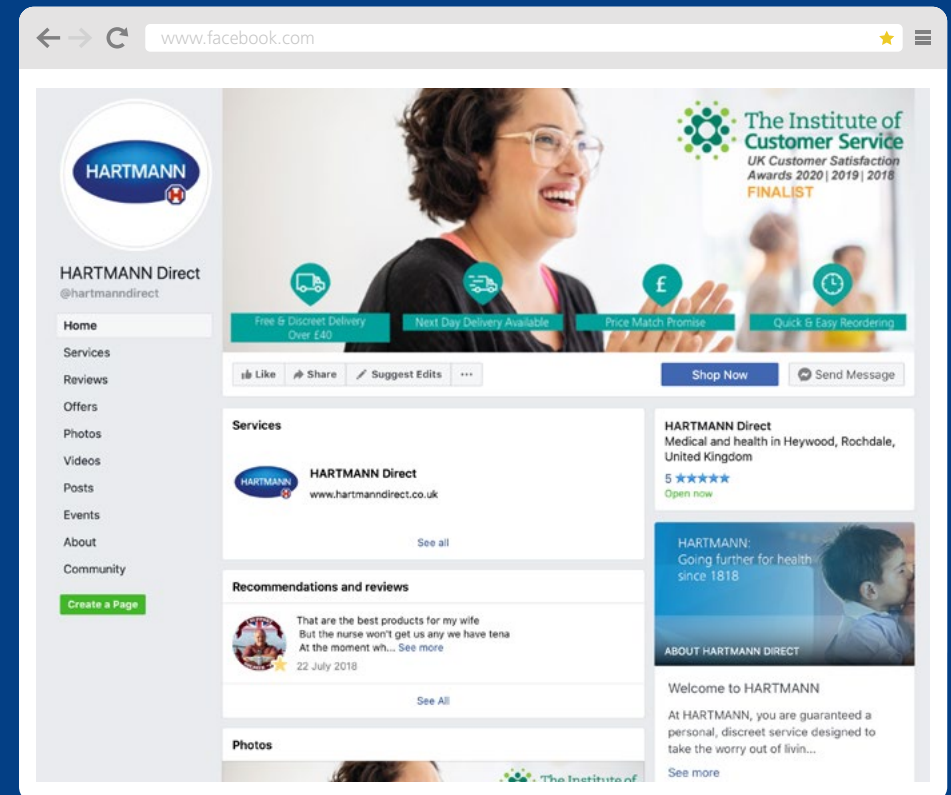 www.facebook.com
HARTMANN
HARTMANN Direct
@hartmanndirect
Home
Services
Reviews
Offers
Photos
Videos
Posts
Events
About
Community
Create a Page
The Institute of
Customer Service
UK Customer Satisfaction
Awards 2020 | 2019 | 2018
FINALIST
Free & Discreet Delivery
Over £40
Next Day Delivery Available
£
Price Match Promise
Quick & Easy Reordering
Like
Share
Suggest Edits
...
Shop Now
Send Message
Services
HARTMANN
HARTMANN Direct
www.hartmanndirect.co.uk
See all
Recommendations and reviews
That are the best products for my wife
But the nurse won't get us any we have tena
At the moment wh... See more
22 July 2018
See All
Photos
The Institute of
HARTMANN Direct
Medical and health in Heywood, Rochdale,
United Kingdom
5 ★★★★★
Open now
HARTMANN:
Going further for health
since 1818
ABOUT HARTMANN DIRECT
Welcome to HARTMANN
At HARTMANN, you are guaranteed a
personal, discreet service designed to
take the worry out of livin...
See more